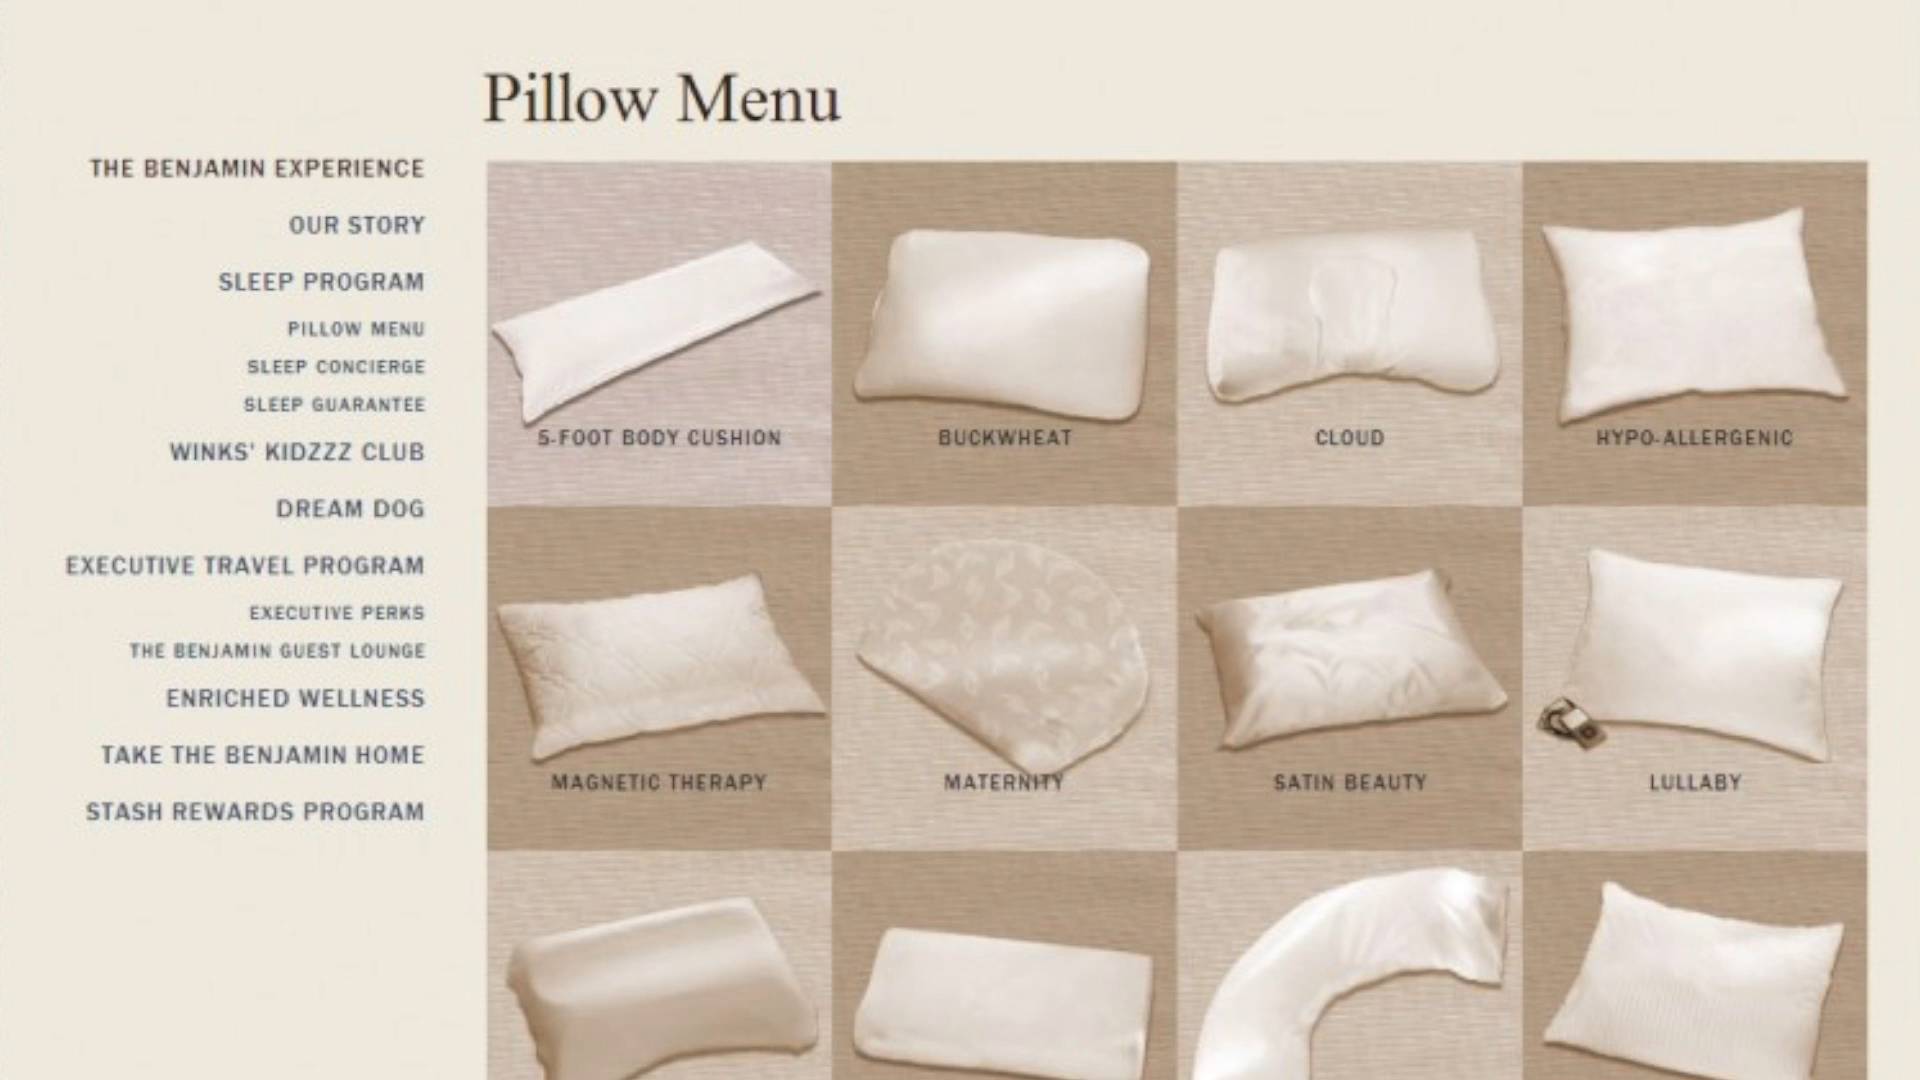 Pillow Menu
THE BENJAMIN EXPERIENCE
OUR STORY
SLEEP PROGRAM
PILLOW MENU
SLEEP CONCIERGE
SLEEP GUARANTEE
WINKS' KIDZZZ CLUB
DREAM DOG
EXECUTIVE TRAVEL PROGRAM
EXECUTIVE PERKS
THE BENJAMIN GUEST LOUNGE
ENRICHED WELLNESS
TAKE THE BENJAMIN HOME
STASH REWARDS PROGRAM
5-FOOT BODY CUSHION
BUCKWHEAT
CLOUD
HYPO-ALLERGENIC
MAGNETIC THERAPY
MATERNITY
SATIN BEAUTY
LULLABY